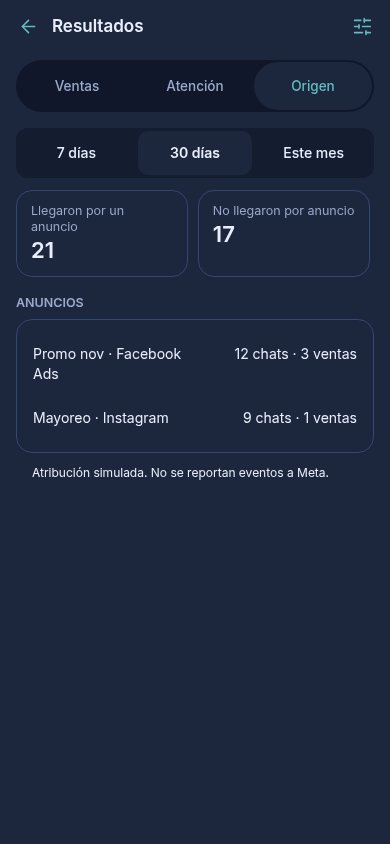 Resultados
Ventas
Atención
Origen
7 días
30 días
Este mes
Llegaron por un
anuncio
21
No llegaron por anuncio
17
ANUNCIOS
Promo nov · Facebook
Ads
12 chats · 3 ventas
Mayoreo · Instagram
9 chats · 1 ventas
Atribución simulada. No se reportan eventos a Meta.